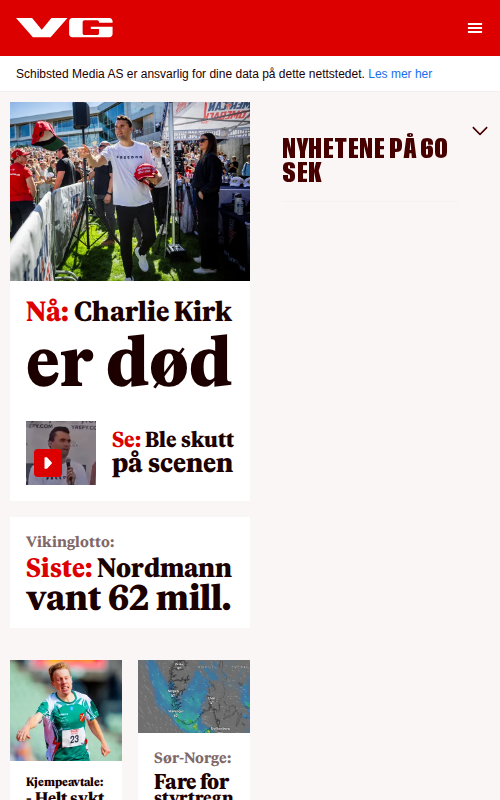 VG
Schibsted Media AS er ansvarlig for dine data på dette nettstedet. Les mer her
FREEDOM
Nå: Charlie Kirk
er død
Se: Ble skutt
på scenen
NYHETENE PÅ 60
SEK
Vikinglotto:
Siste: Nordmann
vant 62 mill.
23
Kjempeavtale:
- Helt sykt
Sør-Norge:
Fare for
styrtregn